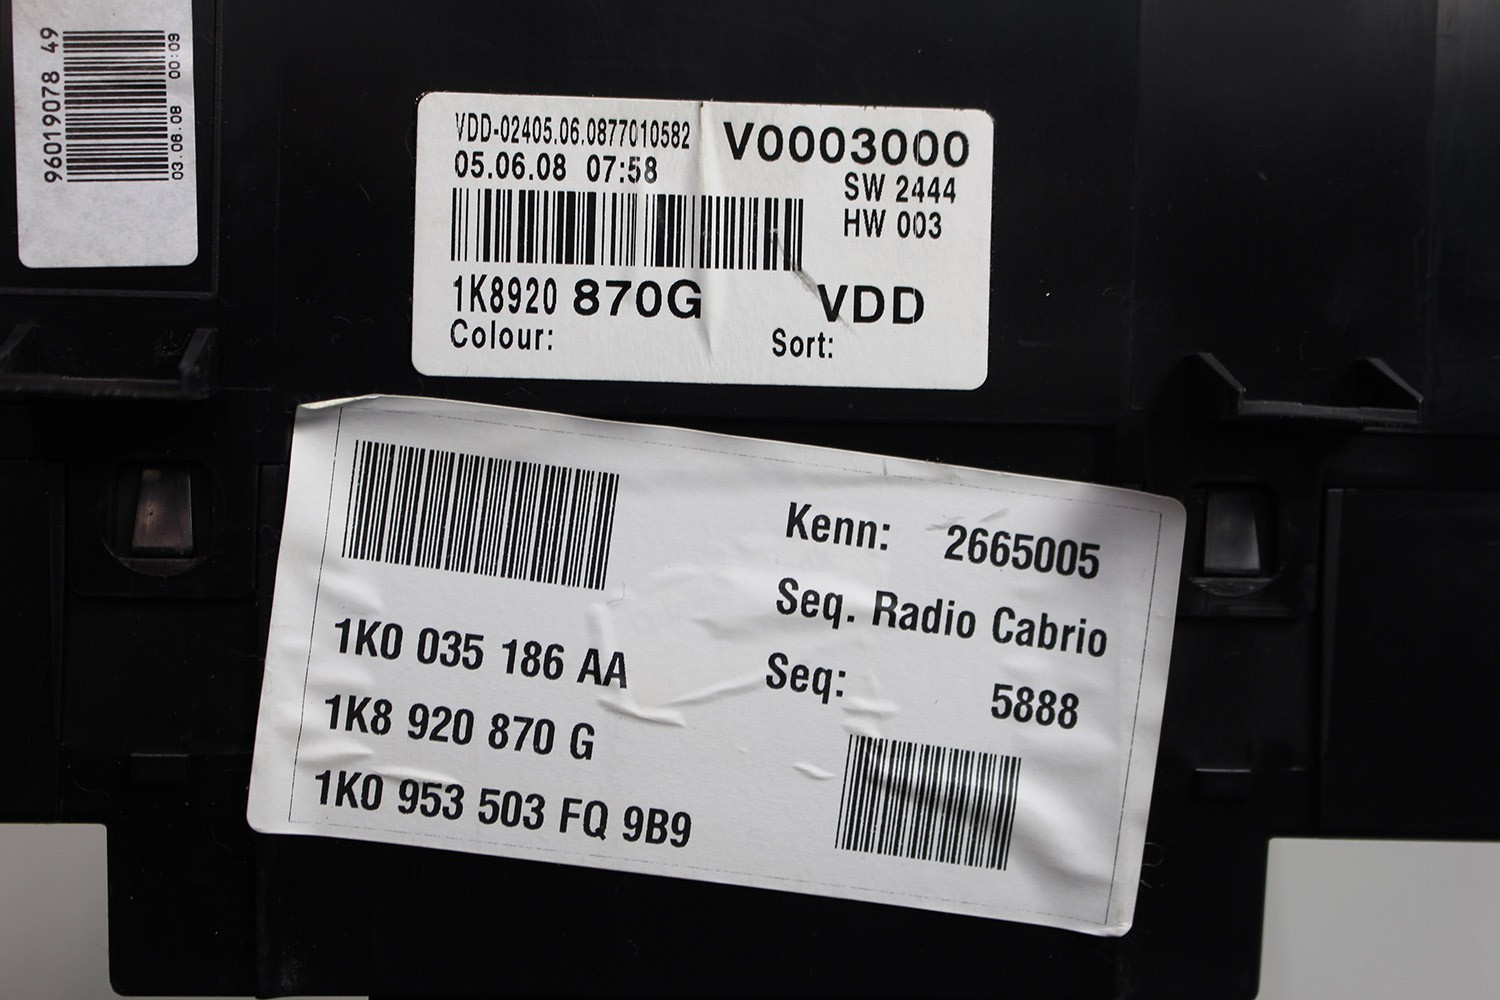 96019078 49
03.06.08 00:09
VDD-02405.06.0877010582
V0003000
05.06.08 07:58
SW 2444
HW 003
1K8920 870G
VDD
Colour:
Sort:
Kenn: 2665005
Seq. Radio Cabrio
Seq: 5888
1K0 035 186 AA
1K8 920 870 G
1K0 953 503 FQ 9B9